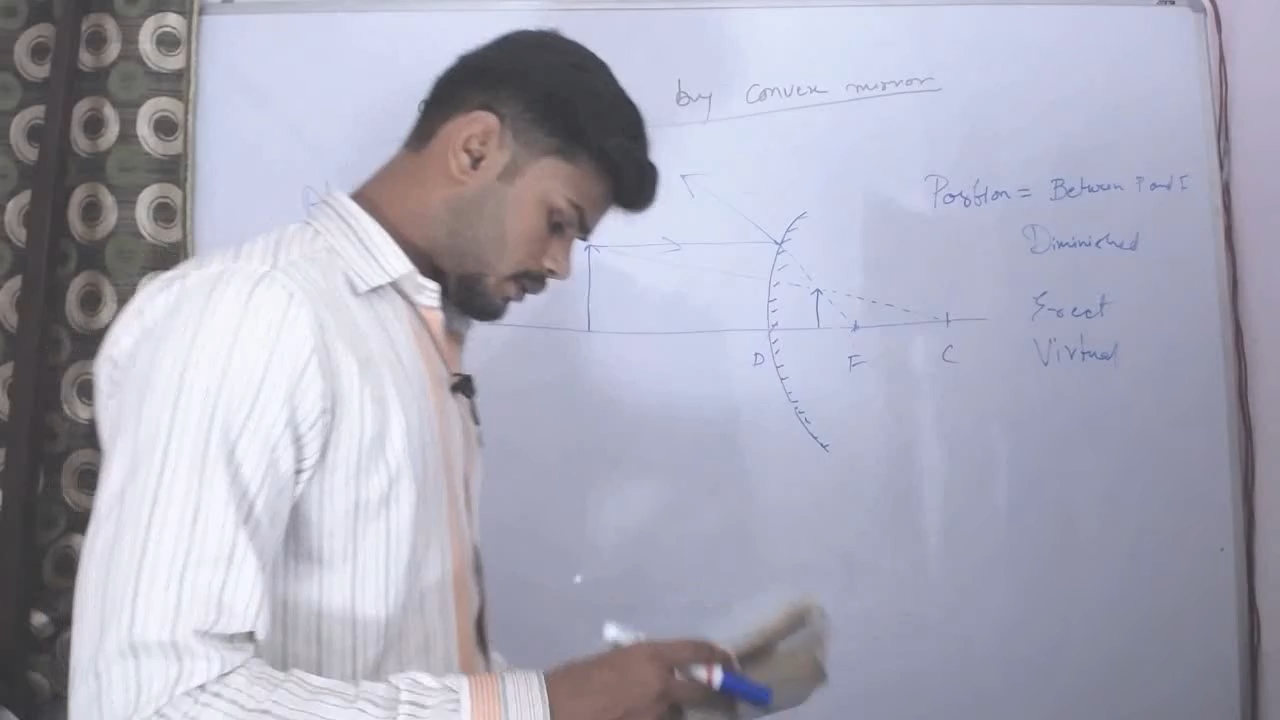 by convex mirror
Position = Between P and F
Diminished
Erect
Virtual
P
F
C